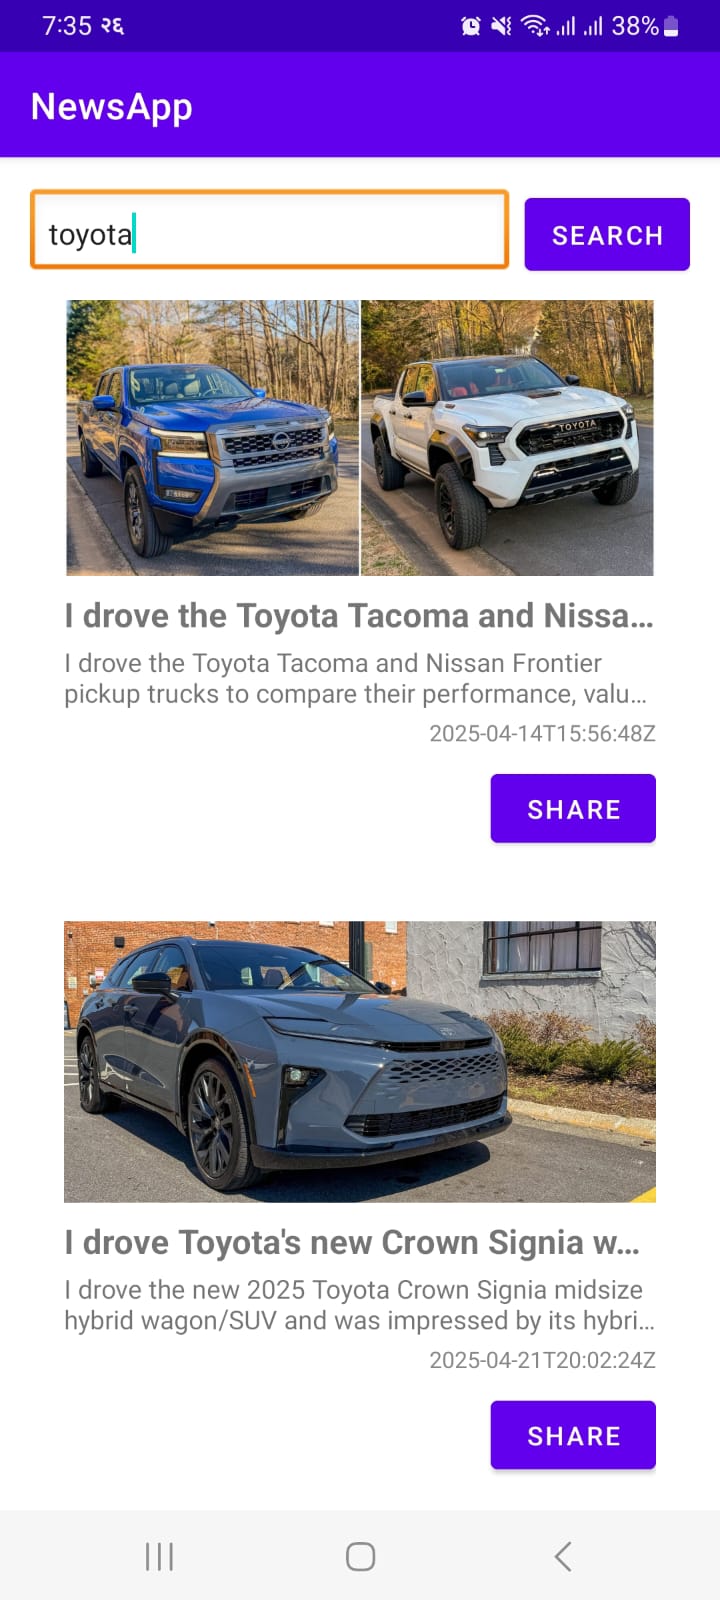 7:35 २६ 38%
NewsApp
toyota
SEARCH
TOYOTA
I drove the Toyota Tacoma and Nissa...
I drove the Toyota Tacoma and Nissan Frontier
pickup trucks to compare their performance, valu...
2025-04-14T15:56:48Z
SHARE
I drove Toyota's new Crown Signia w...
I drove the new 2025 Toyota Crown Signia midsize
hybrid wagon/SUV and was impressed by its hybri...
2025-04-21T20:02:24Z
SHARE